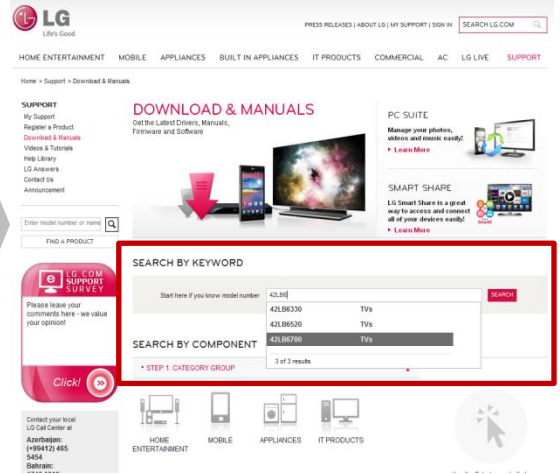 LG
Life's Good
PRESS RELEASES | ABOUT LG | MY SUPPORT | SIGN IN
SEARCH LG.COM
HOME ENTERTAINMENT MOBILE APPLIANCES BUILT IN APPLIANCES IT PRODUCTS COMMERCIAL AC LG LIVE SUPPORT
Home > Support > Download & Manuals
SUPPORT
My Support
Register a Product
Download & Manuals
Videos & Tutorials
Help Library
LG Answers
Contact Us
Announcement
Enter model number or name
FIND A PRODUCT
DOWNLOAD & MANUALS
Get the Latest Drivers, Manuals,
Firmware and Software
PC SUITE
Manage your photos,
videos and music easily!
Learn More
SMART SHARE
LG Smart Share is a great
way to access and connect
all of your devices easily!
Learn More
SHARE
LG.COM
SUPPORT
SURVEY
Please leave your
comments here - we value
your opinion!
Click!
SEARCH BY KEYWORD
Start here if you know model number
42LB6
SEARCH
42LB6330 TVs
42LB6520 TVs
42LB6700 TVs
3 of 3 results
SEARCH BY COMPONENT
• STEP 1. CATEGORY GROUP
HOME
ENTERTAINMENT
MOBILE
APPLIANCES
IT PRODUCTS
Contact your local
LG Call Center at
Azerbaijan:
(+99412) 465
5454
Bahrain: